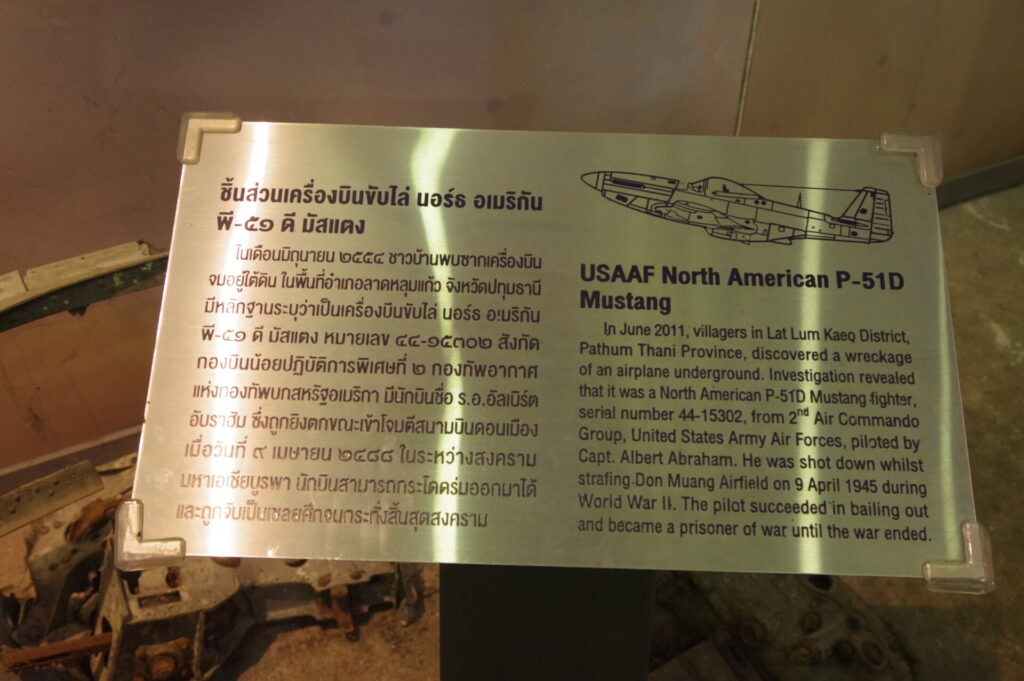 ชิ้นส่วนเครื่องบินขับไล่ นอร์ธ อเมริกัน
พี-๕๑ ดี มัสแตง
ในเดือนมิถุนายน ๒๕๕๔ ชาวบ้านพบซากเครื่องบิน
จมอยู่ใต้ดิน ในพื้นที่อำเภอลาดหลุมแก้ว จังหวัดปทุมธานี
มีหลักฐานระบุว่าเป็นเครื่องบินขับไล่ นอร์ธ อเมริกัน
พี-๕๑ ดี มัสแตง หมายเลข ๔๔-๑๕๓๐๒ สังกัด
กองบินน้อยปฏิบัติการพิเศษที่ ๒ กองทัพอากาศ
แห่งกองทัพบกสหรัฐอเมริกา มีนักบินชื่อ ร.อ.อัลเบิร์ต
อับราฮัม ซึ่งถูกยิงตกขณะเข้าโจมตีสนามบินดอนเมือง
เมื่อวันที่ ๙ เมษายน ๒๔๘๘ ในระหว่างสงคราม
มหาเอเชียบูรพา นักบินสามารถกระโดดร่มออกมาได้
และถูกจับเป็นเชลยศึกจนกระทั่งสิ้นสุดสงคราม
USAAF North American P-51D
Mustang
In June 2011, villagers in Lat Lum Kaeo District,
Pathum Thani Province, discovered a wreckage
of an airplane underground. Investigation revealed
that it was a North American P-51D Mustang fighter,
serial number 44-15302, from 2nd Air Commando
Group, United States Army Air Forces, piloted by
Capt. Albert Abraham. He was shot down whilst
strafing Don Muang Airfield on 9 April 1945 during
World War II. The pilot succeeded in bailing out
and became a prisoner of war until the war ended.